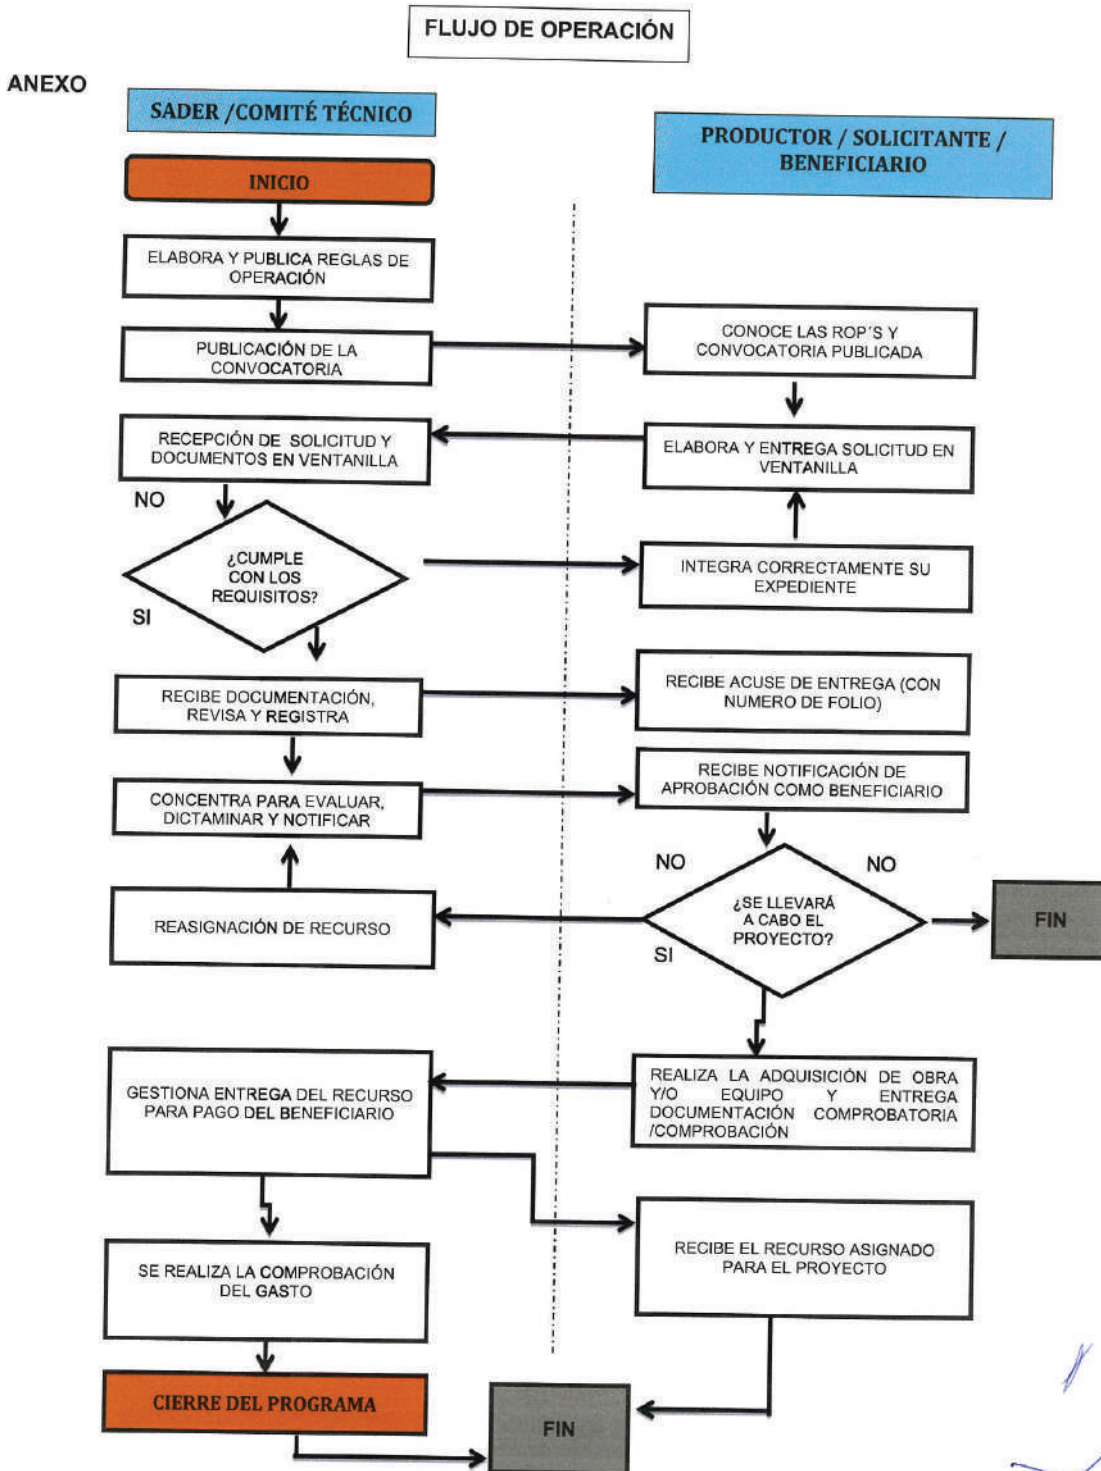 FLUJO DE OPERACIÓN
ANEXO
SADER /COMITÉ TÉCNICO
PRODUCTOR / SOLICITANTE /
BENEFICIARIO
INICIO
ELABORA Y PUBLICA REGLAS DE
OPERACIÓN
PUBLICACIÓN DE LA
CONVOCATORIA
CONOCE LAS ROP´S Y
CONVOCATORIA PUBLICADA
RECEPCIÓN DE SOLICITUD Y
DOCUMENTOS EN VENTANILLA
ELABORA Y ENTREGA SOLICITUD EN
VENTANILLA
NO
¿CUMPLE
CON LOS
REQUISITOS?
SI
INTEGRA CORRECTAMENTE SU
EXPEDIENTE
RECIBE DOCUMENTACIÓN,
REVISA Y REGISTRA
RECIBE ACUSE DE ENTREGA (CON
NUMERO DE FOLIO)
CONCENTRA PARA EVALUAR,
DICTAMINAR Y NOTIFICAR
RECIBE NOTIFICACIÓN DE
APROBACIÓN COMO BENEFICIARIO
NO
NO
REASIGNACIÓN DE RECURSO
¿SE LLEVARÁ
A CABO EL
PROYECTO?
SI
FIN
GESTIONA ENTREGA DEL RECURSO
PARA PAGO DEL BENEFICIARIO
REALIZA LA ADQUISICIÓN DE OBRA
Y/O EQUIPO Y ENTREGA
DOCUMENTACIÓN COMPROBATORIA
/COMPROBACIÓN
SE REALIZA LA COMPROBACIÓN
DEL GASTO
RECIBE EL RECURSO ASIGNADO
PARA EL PROYECTO
CIERRE DEL PROGRAMA
FIN